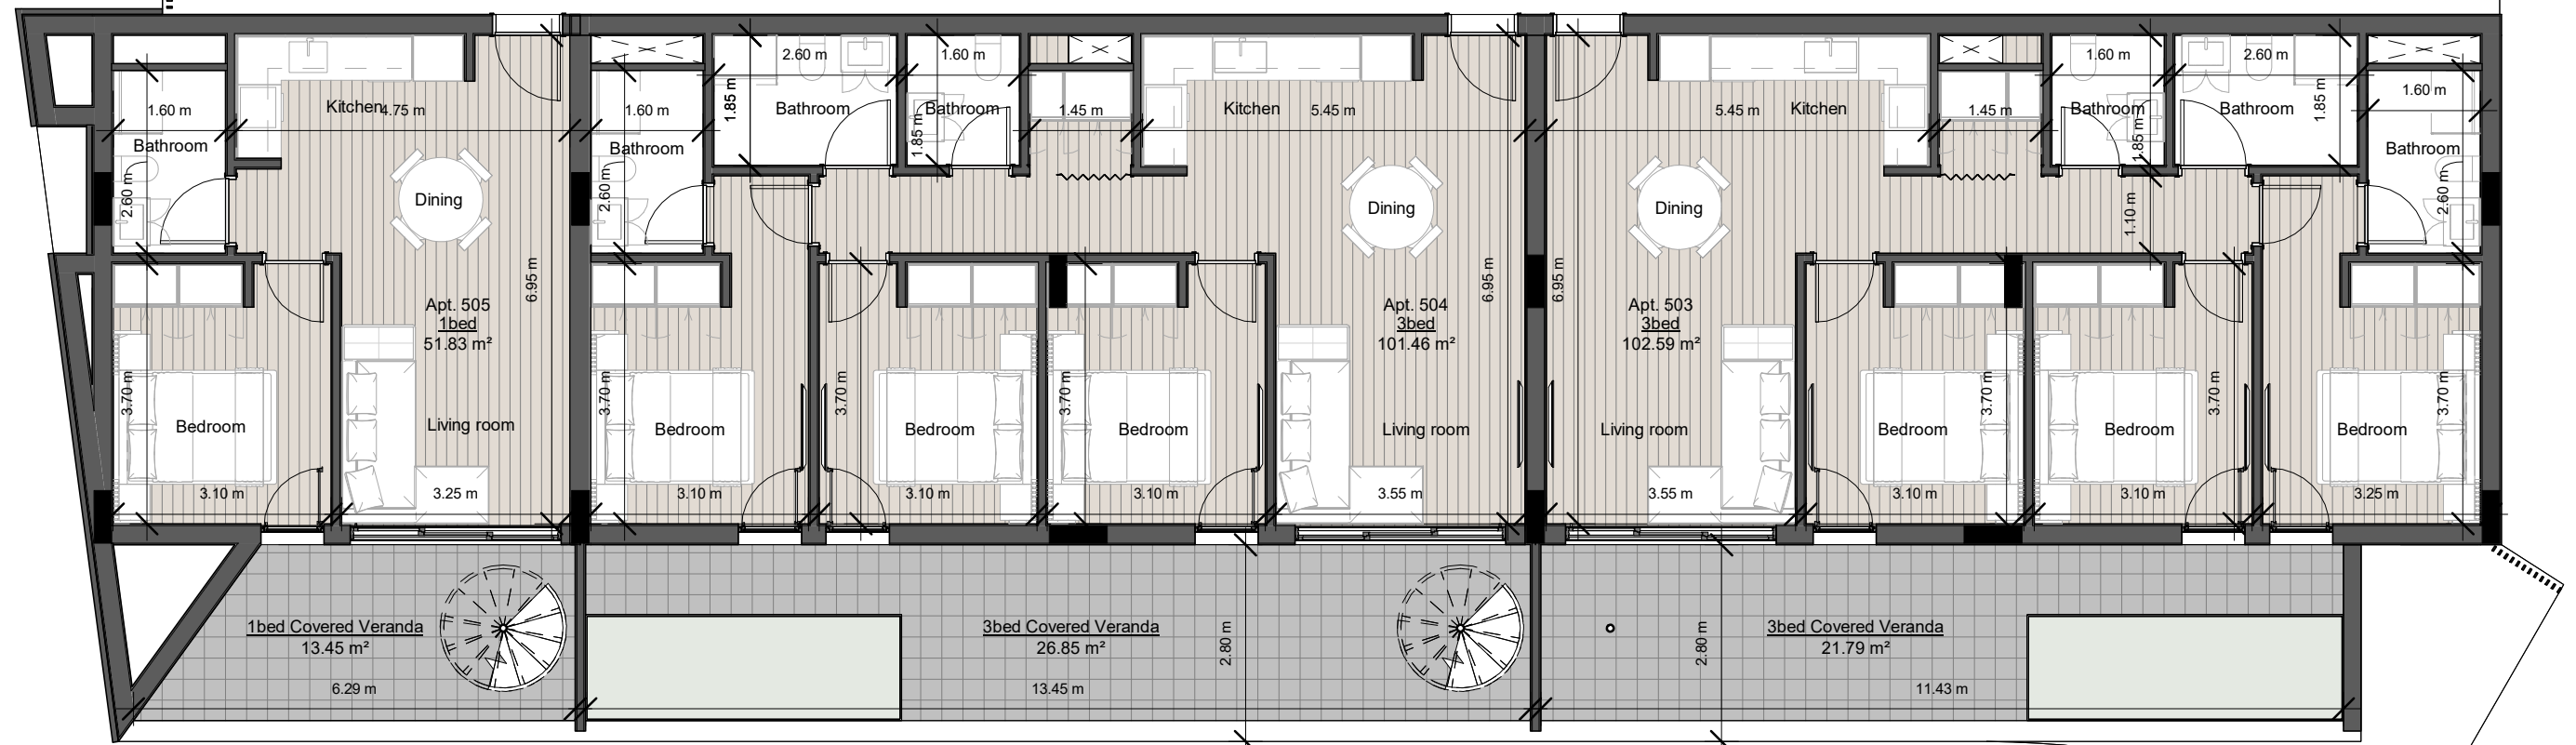 1.60 m
Bathroom
2.60 m
Kitchen
4.75 m
Dining
6.95 m
Apt. 505
1bed
51.83 m²
Living room
3.70 m
Bedroom
3.10 m
3.25 m
1.60 m
Bathroom
2.60 m
2.60 m
1.85 m
Bathroom
1.60 m
Bathroom
1.85 m
1.45 m
Kitchen
5.45 m
Dining
6.95 m
Apt. 504
3bed
101.46 m²
Living room
3.70 m
Bedroom
3.10 m
3.70 m
Bedroom
3.10 m
3.70 m
Bedroom
3.10 m
3.55 m
5.45 m
Kitchen
Dining
6.95 m
Apt. 503
3bed
102.59 m²
Living room
3.55 m
1.45 m
1.60 m
Bathroom
1.85 m
2.60 m
Bathroom
1.85 m
1.60 m
Bathroom
2.60 m
1.10 m
3.70 m
Bedroom
3.10 m
3.70 m
Bedroom
3.10 m
3.70 m
Bedroom
3.25 m
1bed Covered Veranda
13.45 m²
6.29 m
3bed Covered Veranda
26.85 m²
13.45 m
2.80 m
3bed Covered Veranda
21.79 m²
11.43 m
2.80 m